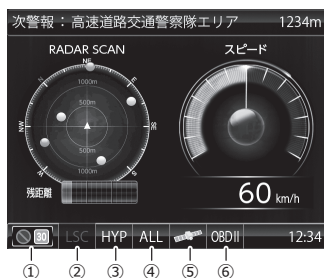 次警報：高速道路交通警察隊エリア 1234m
RADAR SCAN
スピード
N
NE
E
NW
SE
W
S
1000m
500m
500m
1000m
残距離
60 km/h
30 LSC HYP ALL OBDⅡ 12:34
① ② ③ ④ ⑤ ⑥